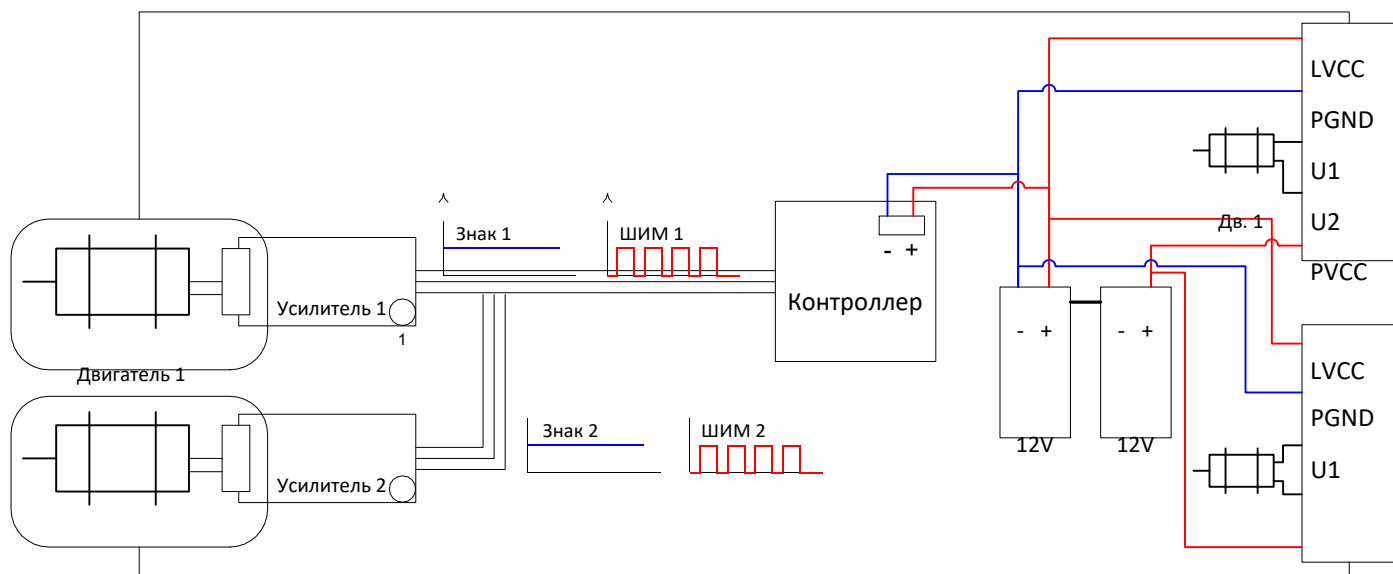 LVCC
PGND
U1
Дв. 1
U2
PVCC
Знак 1
ШИМ 1
- +
Контроллер
Усилитель 1
1
Двигатель 1
- +
- +
12V
12V
Знак 2
ШИМ 2
Усилитель 2
LVCC
PGND
U1